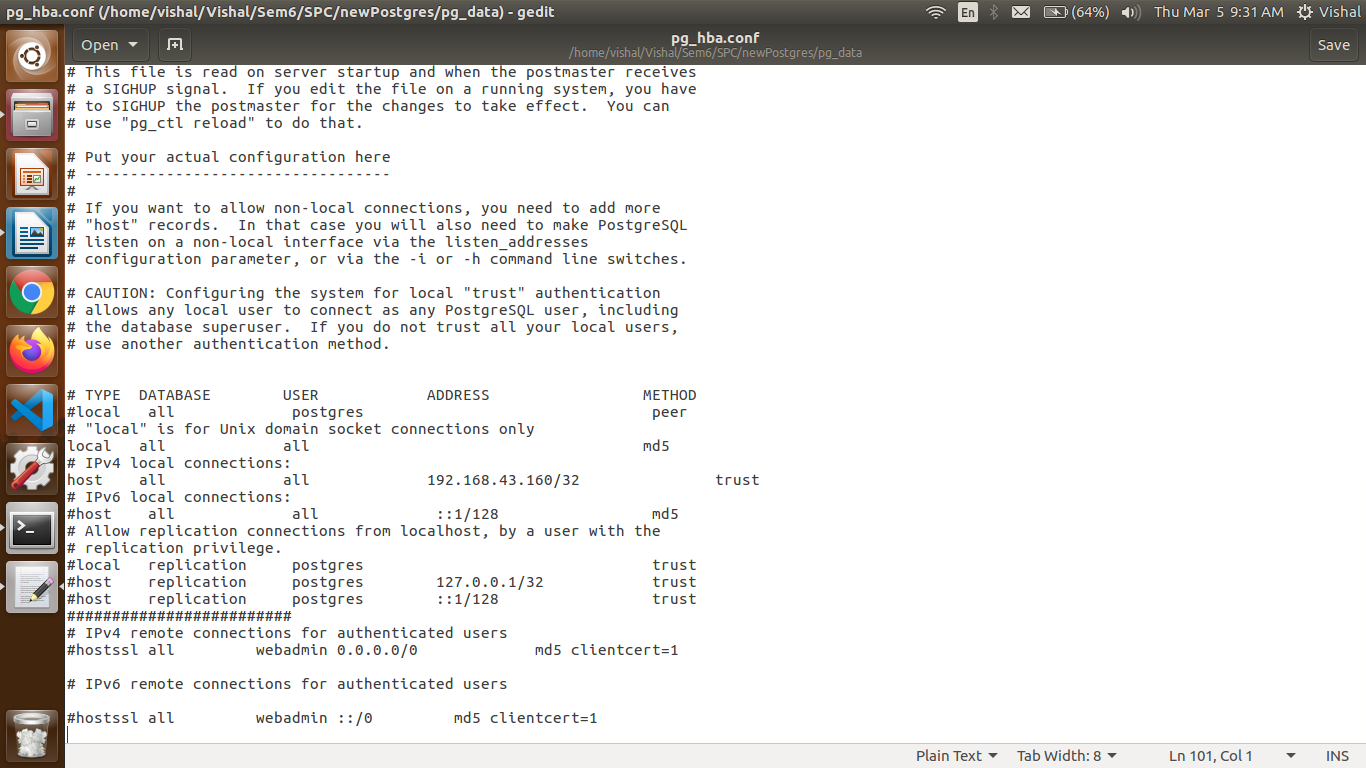 pg_hba.conf (/home/vishal/Vishal/Sem6/SPC/newPostgres/pg_data) - gedit
En
(64%)
Thu Mar 5 9:31 AM
Vishal
Open
pg_hba.conf
/home/vishal/Vishal/Sem6/SPC/newPostgres/pg_data
Save
# This file is read on server startup and when the postmaster receives
# a SIGHUP signal.  If you edit the file on a running system, you have
# to SIGHUP the postmaster for the changes to take effect.  You can
# use "pg_ctl reload" to do that.
# Put your actual configuration here
# ----------------------------------
#
# If you want to allow non-local connections, you need to add more
# "host" records.  In that case you will also need to make PostgreSQL
# listen on a non-local interface via the listen_addresses
# configuration parameter, or via the -i or -h command line switches.
# CAUTION: Configuring the system for local "trust" authentication
# allows any local user to connect as any PostgreSQL user, including
# the database superuser.  If you do not trust all your local users,
# use another authentication method.
# TYPE  DATABASE        USER            ADDRESS                 METHOD
#local   all             postgres                                peer
# "local" is for Unix domain socket connections only
local   all             all                                     md5
# IPv4 local connections:
host    all             all             192.168.43.160/32               trust
# IPv6 local connections:
#host    all             all             ::1/128                 md5
# Allow replication connections from localhost, by a user with the
# replication privilege.
#local   replication     postgres                                trust
#host    replication     postgres        127.0.0.1/32            trust
#host    replication     postgres        ::1/128                 trust
#########################
# IPv4 remote connections for authenticated users
#hostssl all         webadmin 0.0.0.0/0             md5 clientcert=1
# IPv6 remote connections for authenticated users
#hostssl all         webadmin ::/0         md5 clientcert=1
Plain Text
Tab Width: 8
Ln 101, Col 1
INS